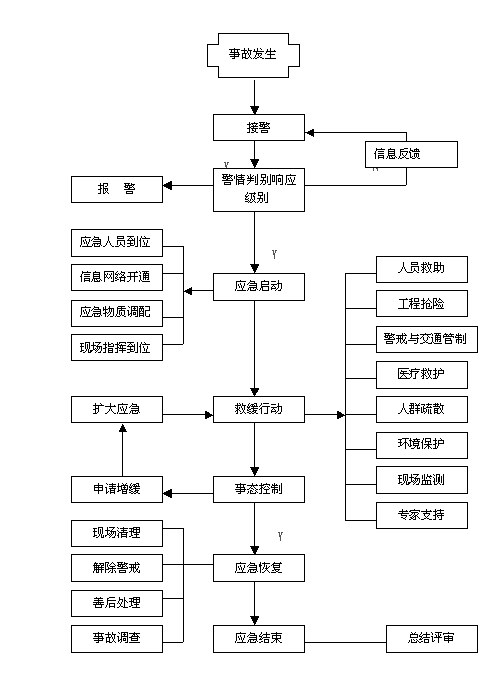 事故发生
接警
信息反馈
Y
报 警
警情判别响应
级别
应急人员到位
Y
信息网络开通
应急启动
人员救助
应急物质调配
工程抢险
现场指挥到位
警戒与交通管制
医疗救护
扩大应急
救缓行动
人群疏散
环境保护
申请增缓
事态控制
现场监测
专家支持
现场清理
Y
解除警戒
应急恢复
善后处理
事故调查
应急结束
总结评审